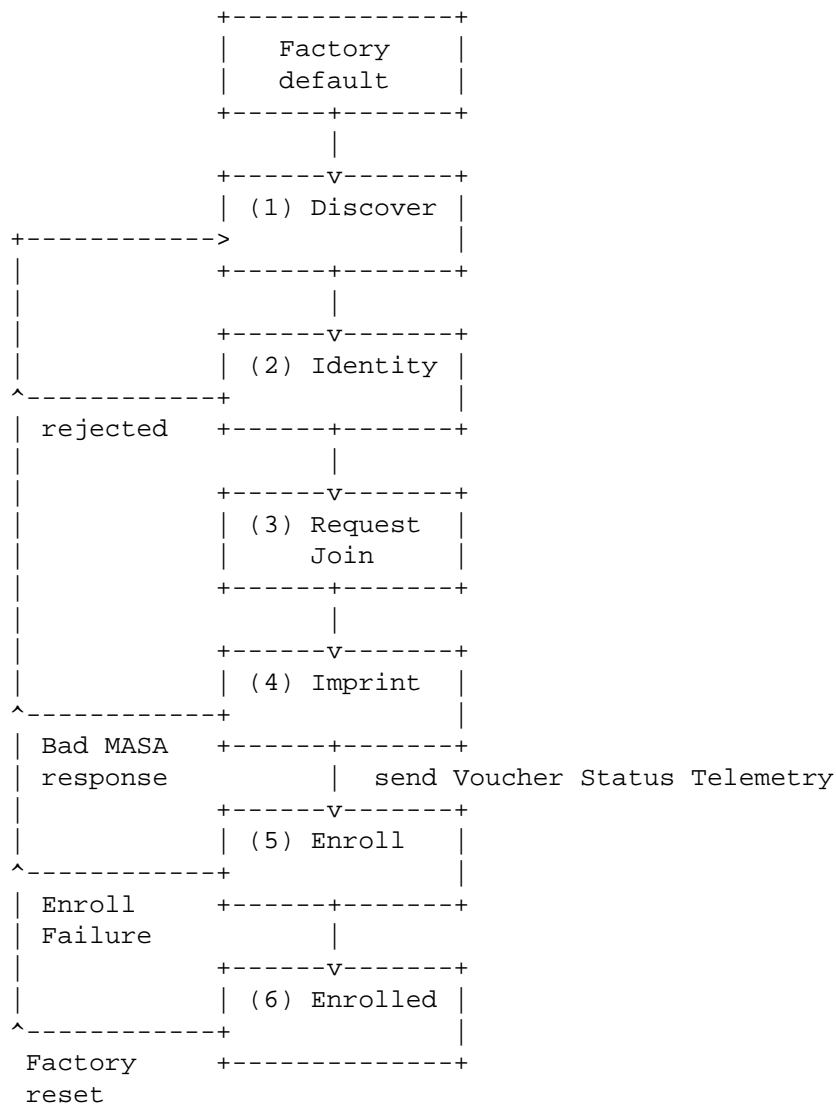 Factory
default
(1) Discover
(2) Identity
rejected
(3) Request
Join
(4) Imprint
Bad MASA
response
send Voucher Status Telemetry
(5) Enroll
Enroll
Failure
(6) Enrolled
Factory
reset